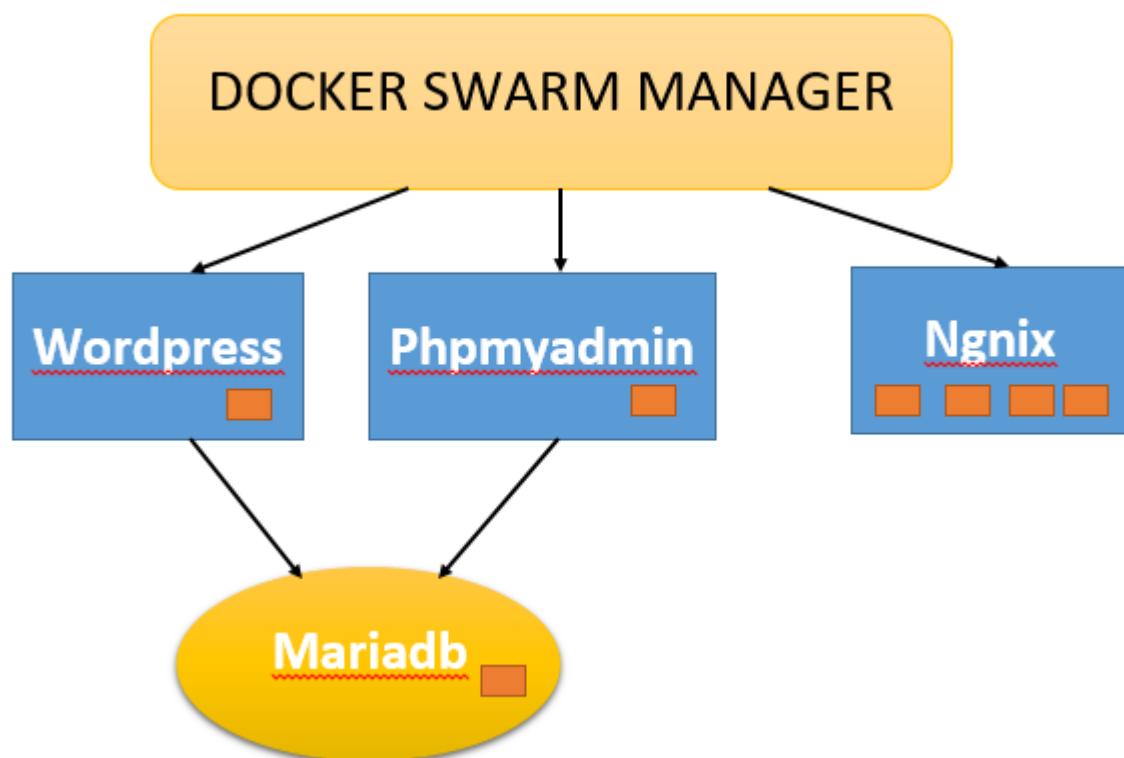 DOCKER SWARM MANAGER
Wordpress
Phpmyadmin
Ngnix
Mariadb